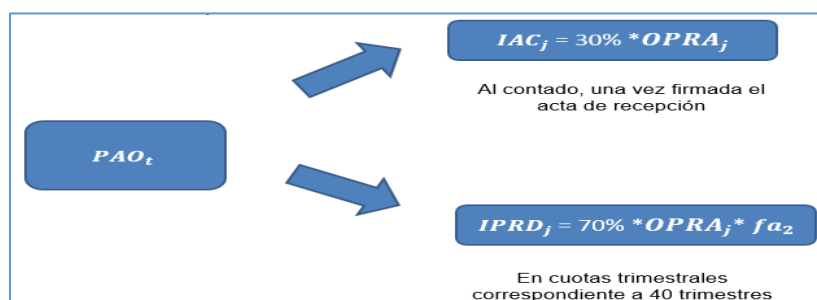 IAC_j = 30% *OPRA_j
Al contado, una vez firmada el
acta de recepción
PAO_t
IPRD_j = 70% *OPRA_j* fa_2
En cuotas trimestrales
correspondiente a 40 trimestres